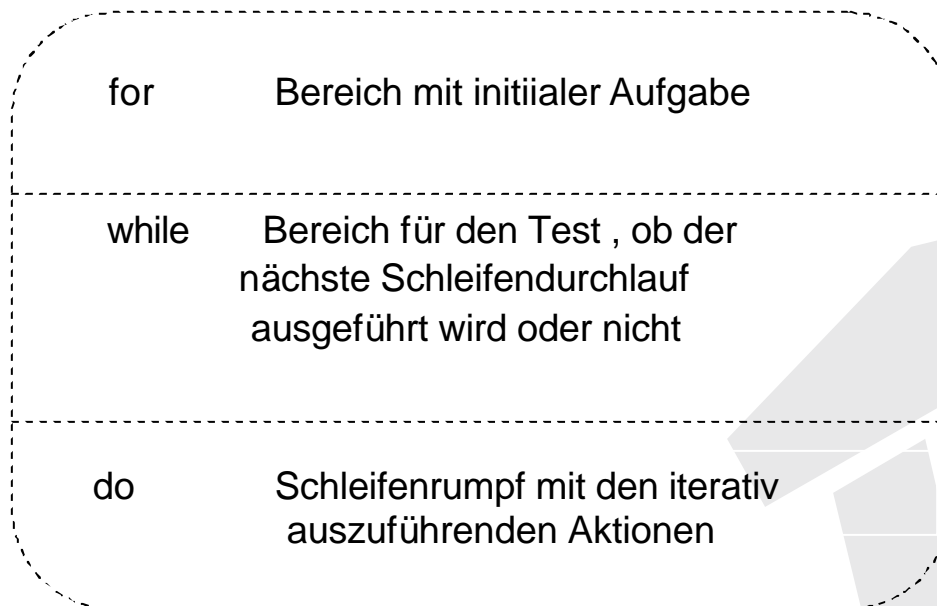 for Bereich mit initiialer Aufgabe
while Bereich für den Test , ob der
nächste Schleifendurchlauf
ausgeführt wird oder nicht
do Schleifenrumpf mit den iterativ
auszuführenden Aktionen